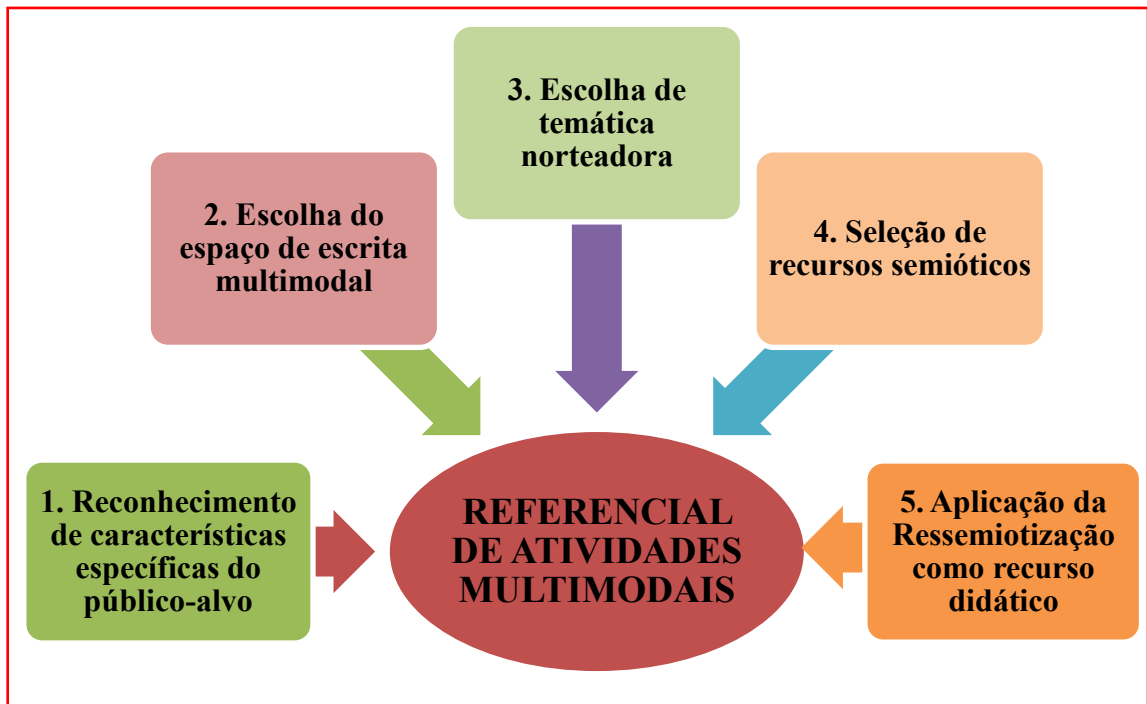 1. Reconhecimento
de características
específicas do
público-alvo
2. Escolha do
espaço de escrita
multimodal
3. Escolha de
temática
norteadora
4. Seleção de
recursos semióticos
5. Aplicação da
Ressemiotização
como recurso
didático
REFERENCIAL
DE ATIVIDADES
MULTIMODAIS